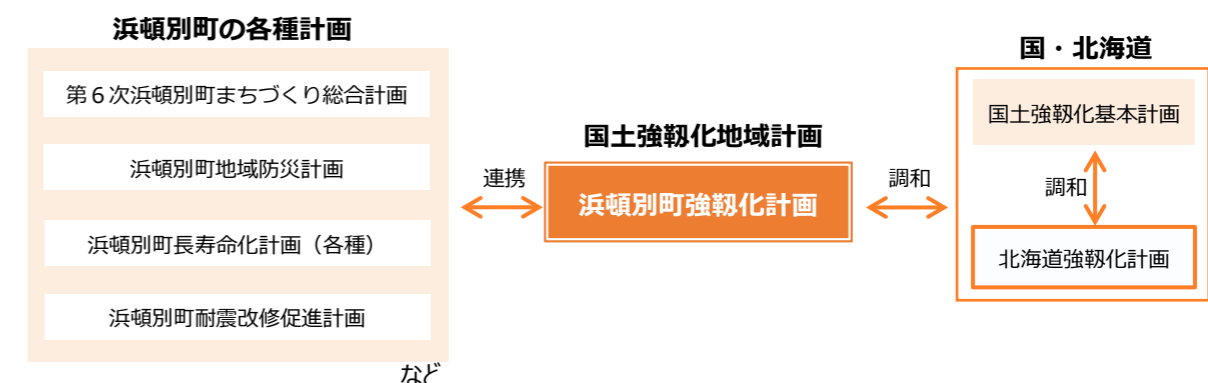 浜頓別町の各種計画
第６次浜頓別町まちづくり総合計画
浜頓別町地域防災計画
浜頓別町長寿命化計画（各種）
浜頓別町耐震改修促進計画
など
連携
国土強靱化地域計画
浜頓別町強靱化計画
調和
国・北海道
国土強靱化基本計画
調和
北海道強靱化計画